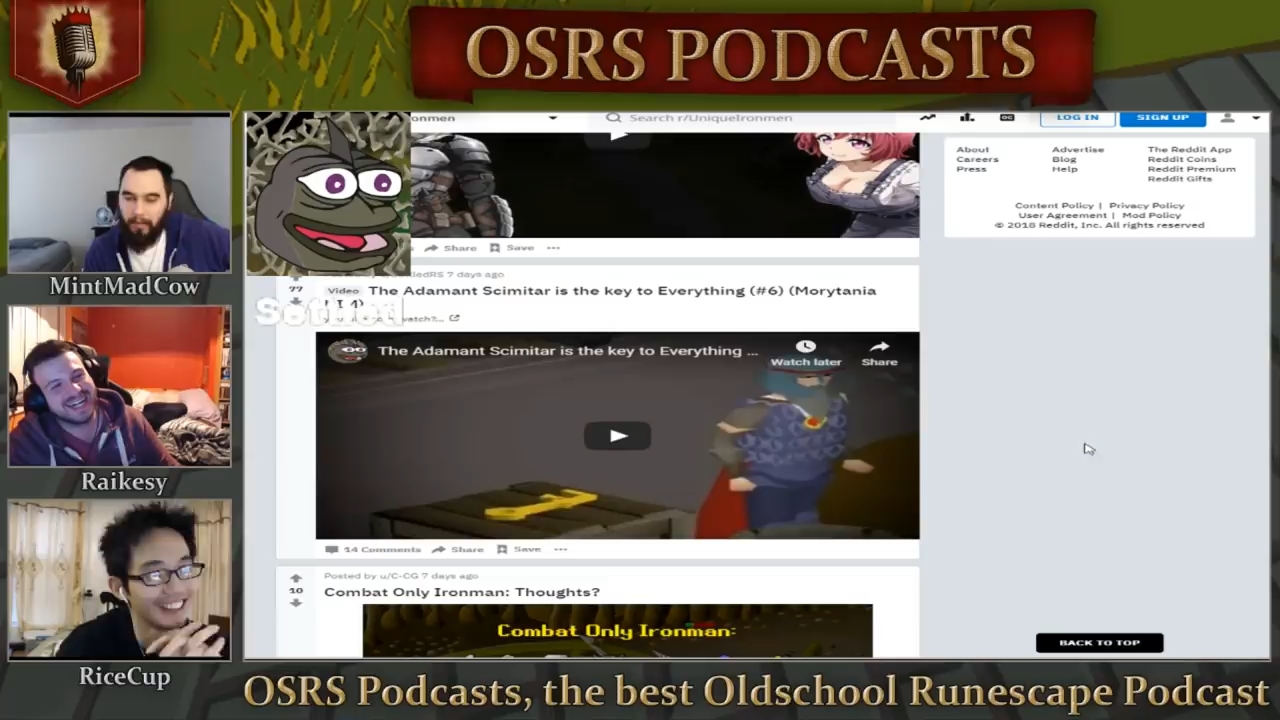 OSRS PODCASTS
onmen
Search r/UniqueIronmen
LOG IN
SIGN UP
About
Careers
Press
Advertise
Blog
Help
The Reddit App
Reddit Coins
Reddit Premium
Reddit Gifts
Content Policy | Privacy Policy
User Agreement | Mod Policy
© 2018 Reddit, Inc. All rights reserved
MintMadCow
Share
Save
7 days ago
77
Video
The Adamant Scimitar is the key to Everything (#6) (Morytania
Settled
The Adamant Scimitar is the key to Everything ...
Watch later
Share
Raikesy
14 Comments
Share
Save
Posted by u/C-CG 7 days ago
10
Combat Only Ironman: Thoughts?
Combat Only Ironman:
BACK TO TOP
RiceCup
OSRS Podcasts, the best Oldschool Runescape Podcast